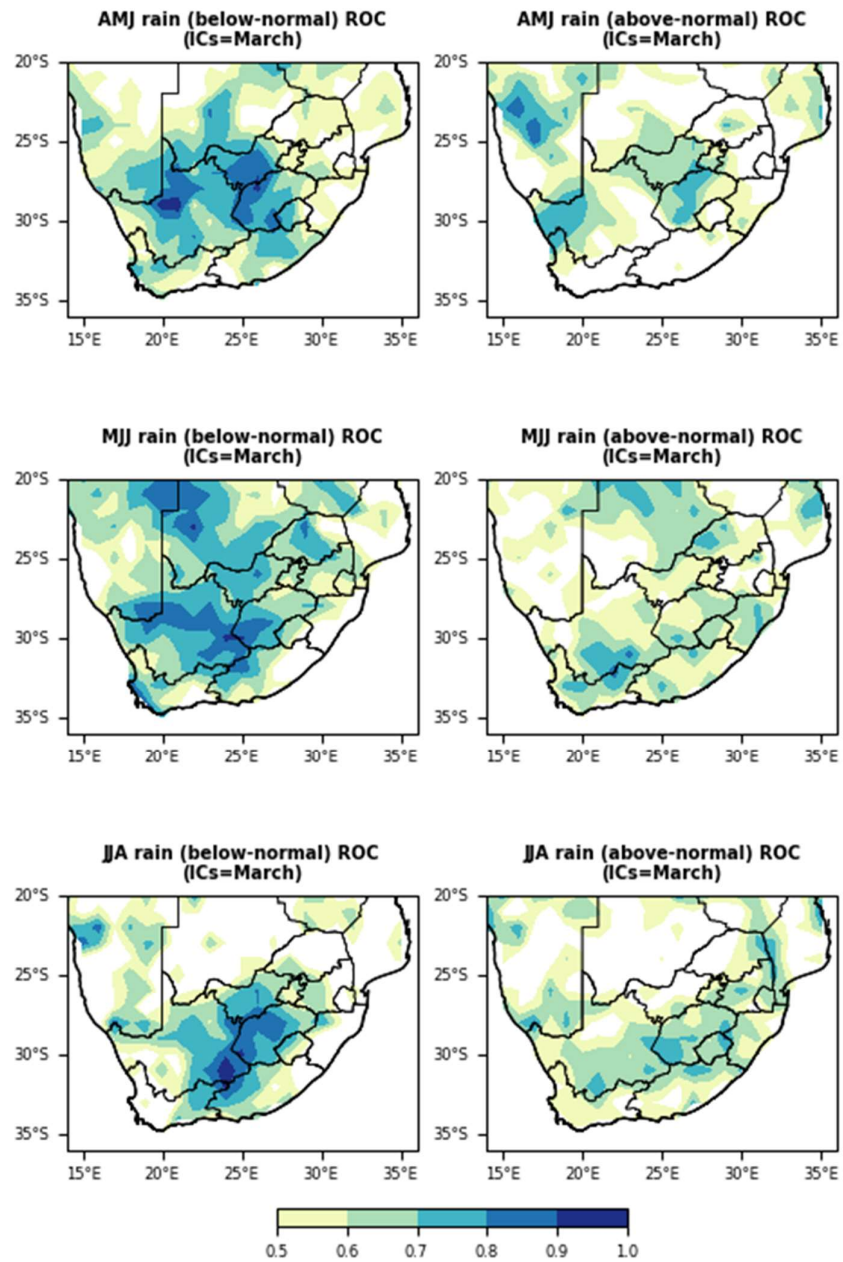 AMJ rain (below-normal) ROC
(ICs=March)
AMJ rain (above-normal) ROC
(ICs=March)
20°S
25°S
30°S
35°S
15°E 20°E 25°E 30°E 35°E
20°S
25°S
30°S
35°S
15°E 20°E 25°E 30°E 35°E
MJJ rain (below-normal) ROC
(ICs=March)
MJJ rain (above-normal) ROC
(ICs=March)
20°S
25°S
30°S
35°S
15°E 20°E 25°E 30°E 35°E
20°S
25°S
30°S
35°S
15°E 20°E 25°E 30°E 35°E
JJA rain (below-normal) ROC
(ICs=March)
JJA rain (above-normal) ROC
(ICs=March)
20°S
25°S
30°S
35°S
15°E 20°E 25°E 30°E 35°E
20°S
25°S
30°S
35°S
15°E 20°E 25°E 30°E 35°E
0.5 0.6 0.7 0.8 0.9 1.0